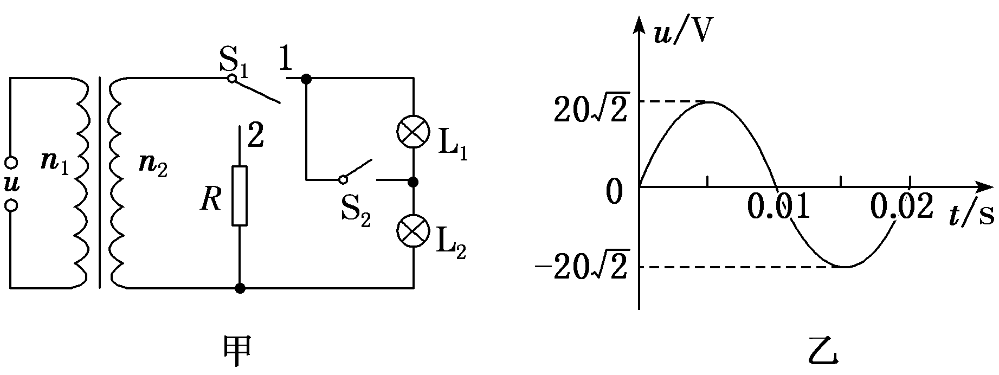 S₁
1
2
L₁
n₁
n₂
u
R
S₂
L₂
甲
u/V
20√2
0
0.01
0.02
t/s
−20√2
乙